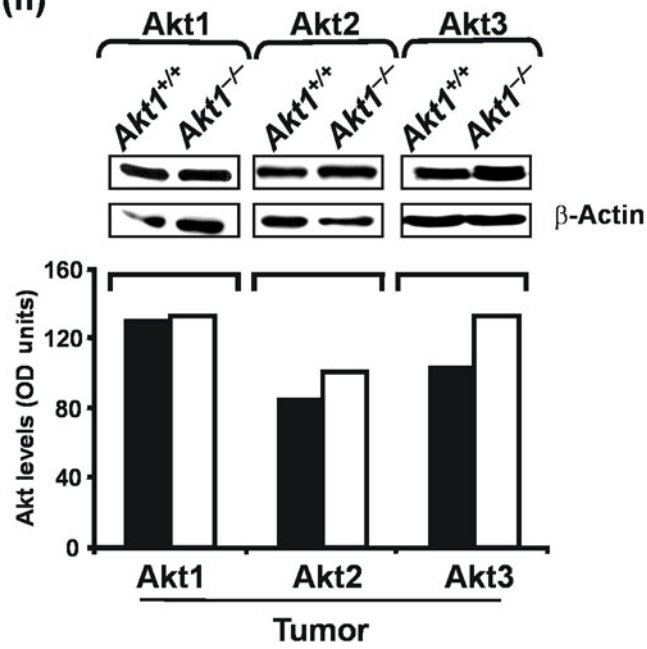 (h)
Akt1 Akt2 Akt3
Akt1+/+ Akt1−/− Akt1+/+ Akt1−/− Akt1+/+ Akt1−/−
β-Actin
160
120
80
40
0
Akt levels (OD units)
Akt1 Akt2 Akt3
Tumor